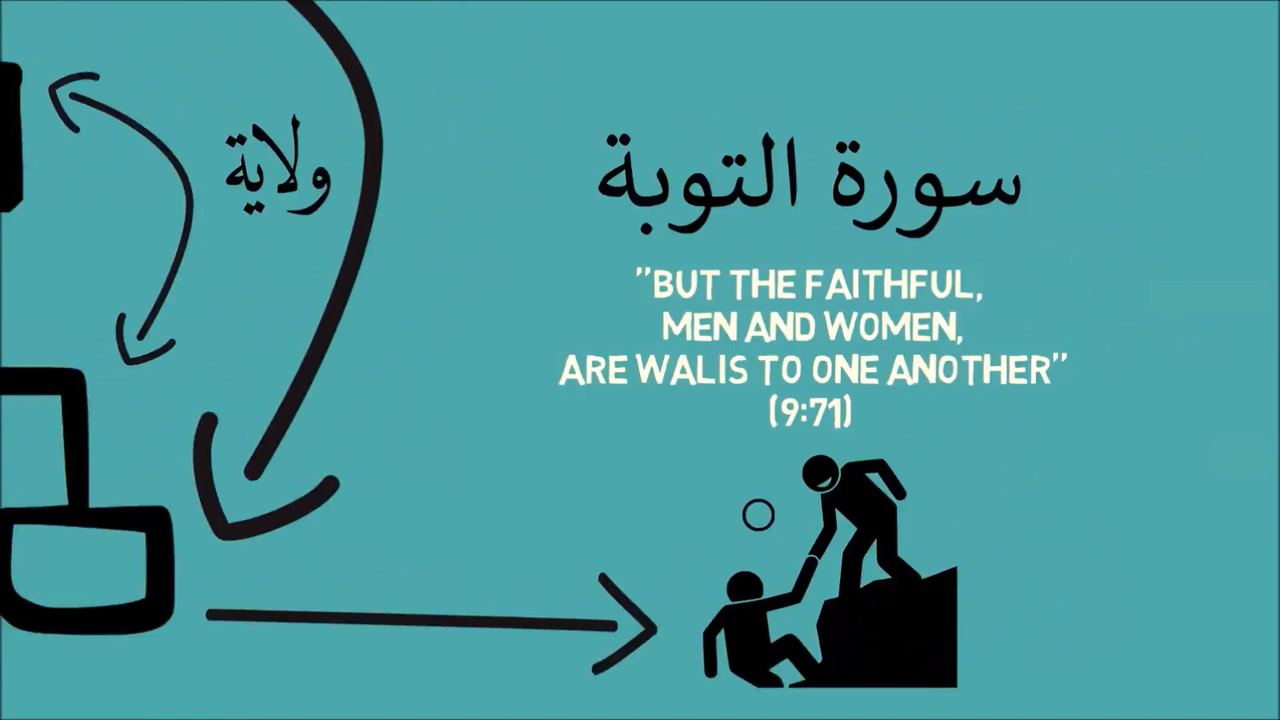 ولاية
سورة التوبة
"BUT THE FAITHFUL,
MEN AND WOMEN,
ARE WALIS TO ONE ANOTHER"
(9:71)